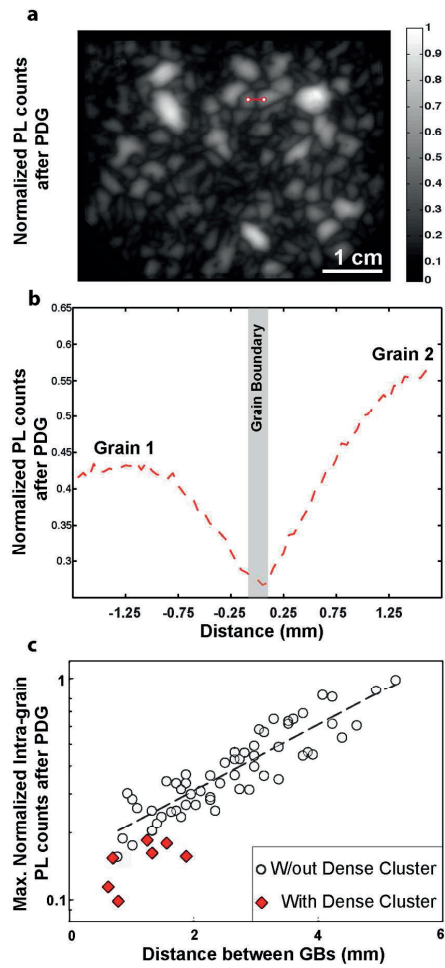 a
Normalized PL counts
after PDG
1
0.9
0.8
0.7
0.6
0.5
0.4
0.3
0.2
0.1
0
1 cm
b
Normalized PL counts
after PDG
0.65
0.55
0.45
0.4
0.35
0.3
Grain 1
Grain Boundary
Grain 2
-1.25 -0.75 -0.25 0.25 0.75 1.25
Distance (mm)
c
Max. Normalized Intra-grain
PL counts after PDG
1
0.1
W/out Dense Cluster
With Dense Cluster
0 2 4 6
Distance between GBs (mm)